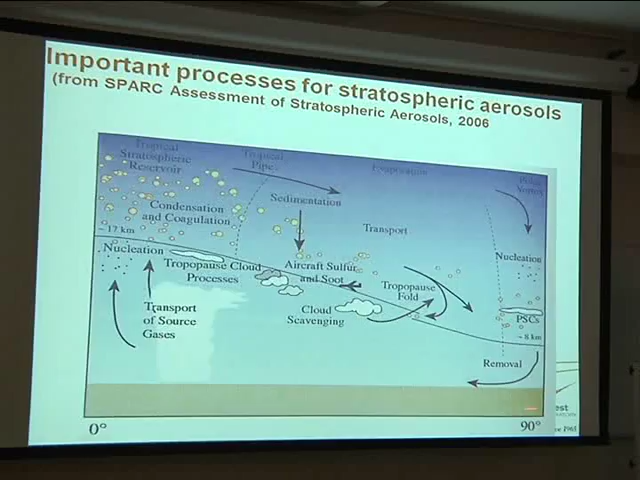 Important processes for stratospheric aerosols
(from SPARC Assessment of Stratospheric Aerosols, 2006
Tropical
Stratospheric
Reservoir
Tropical
Pipe
Evaporation
Polar
Vortex
Condensation
and Coagulation
Sedimentation
Transport
~ 17 km
Nucleation
Nucleation
Tropopause Cloud
Processes
Aircraft Sulfur
and Soot
Tropopause
Fold
PSCs
Transport
of Source
Gases
Cloud
Scavenging
~ 8 km
Removal
0°
90°